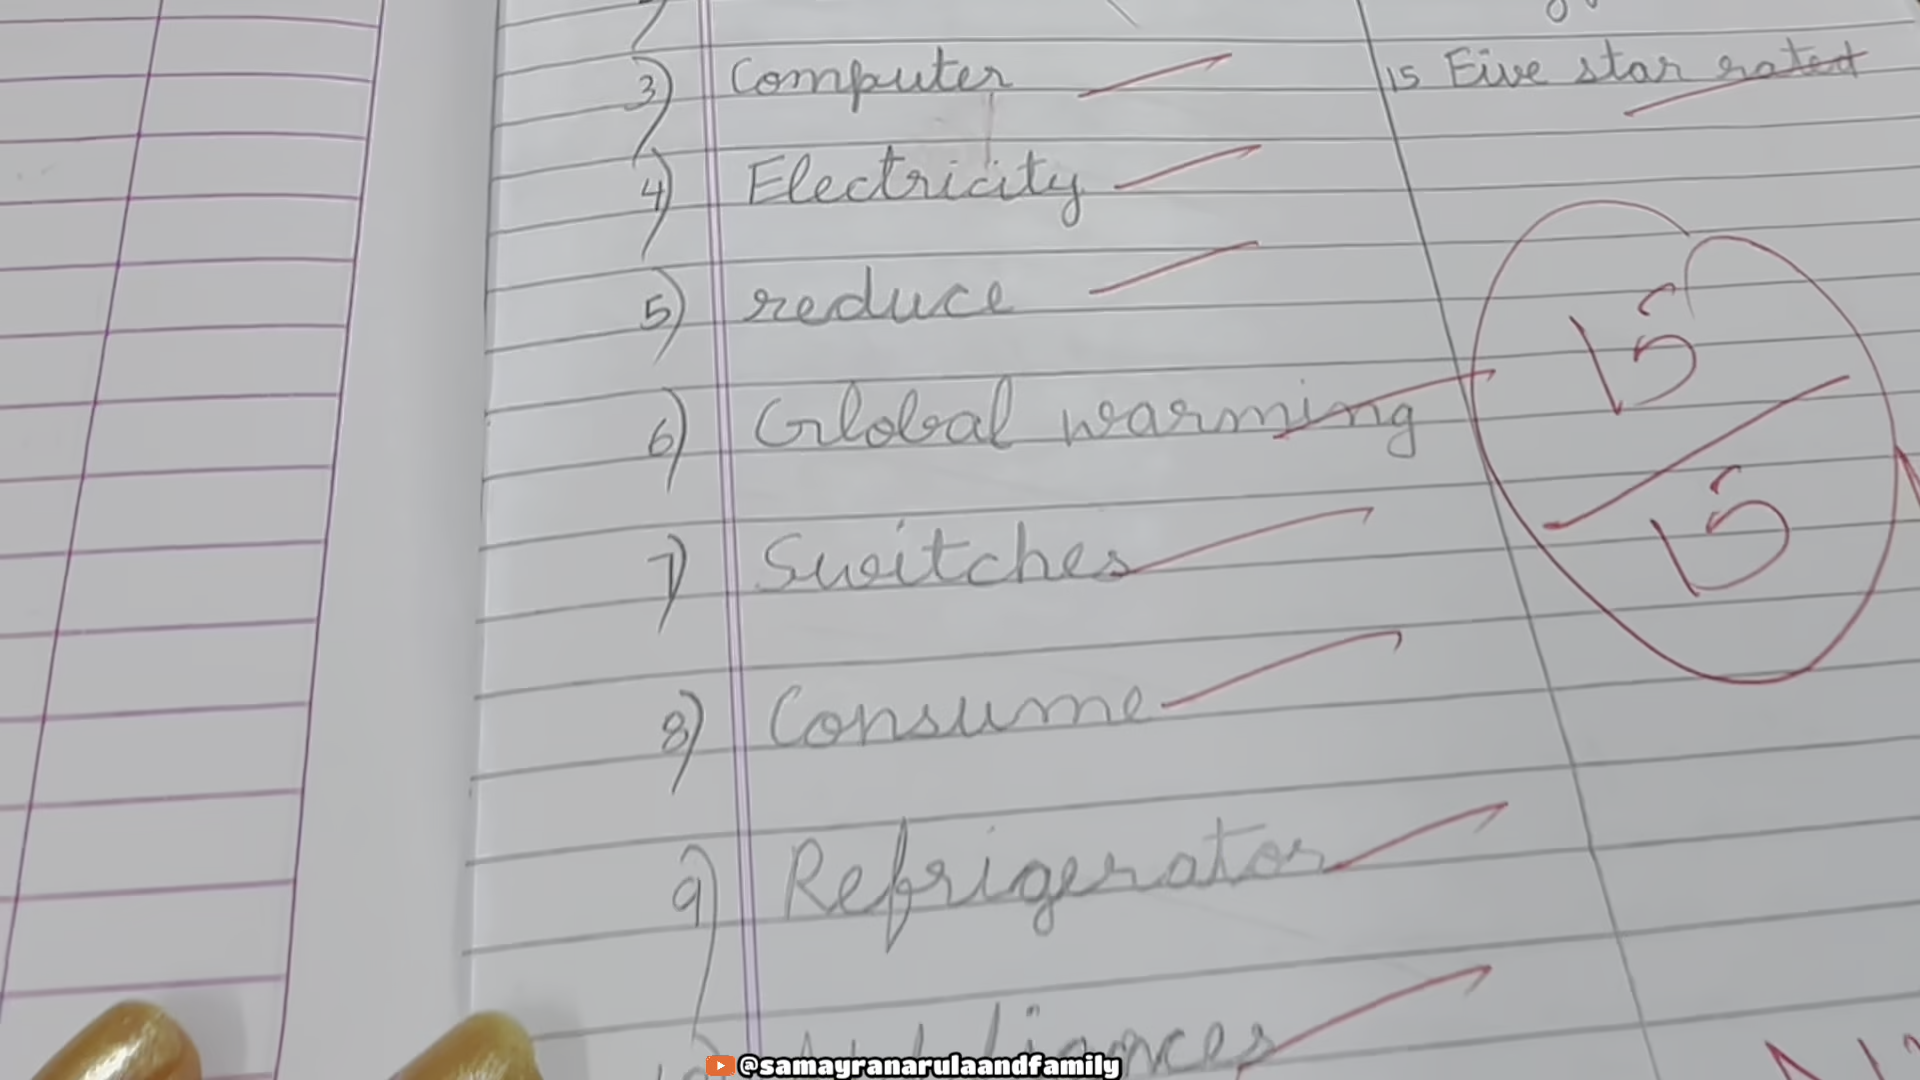 3) Computer
4) Electricity
5) reduce
6) Global warming
7) Switches
8) Consume
9) Refrigerator
15 Five star rated
15
15
@samayranarulaandfamily